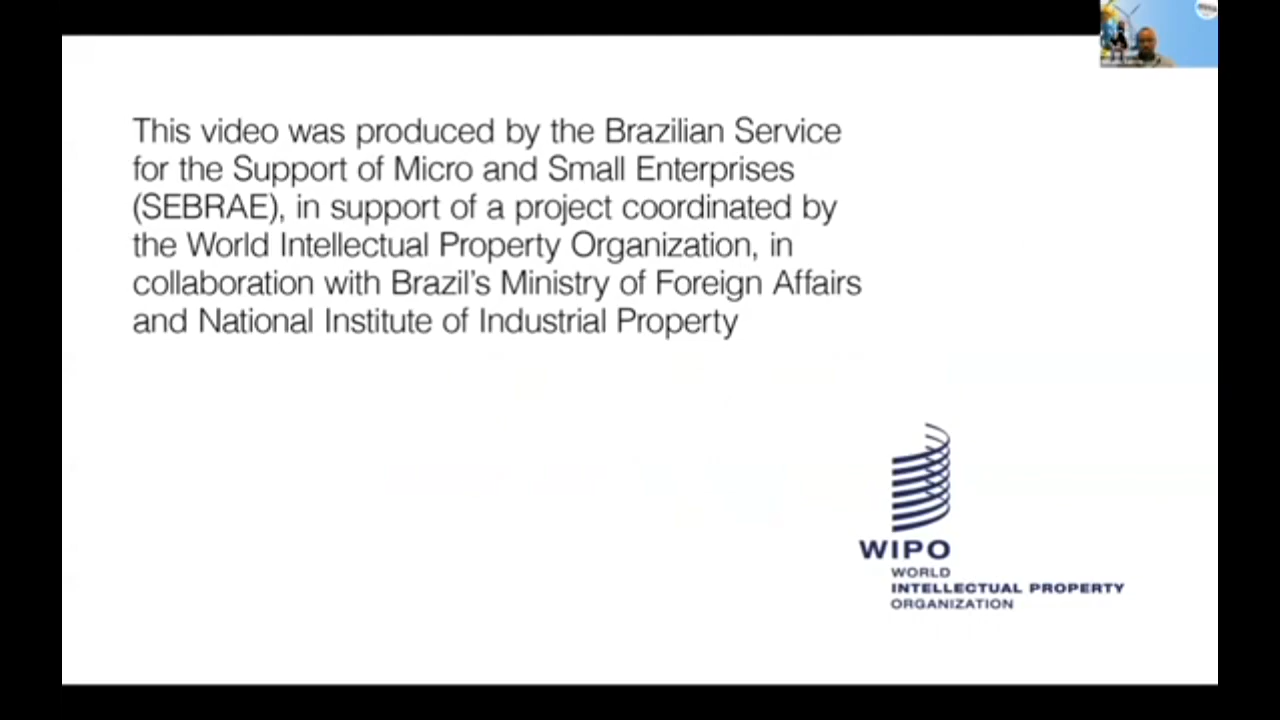 This video was produced by the Brazilian Service
for the Support of Micro and Small Enterprises
(SEBRAE), in support of a project coordinated by
the World Intellectual Property Organization, in
collaboration with Brazil's Ministry of Foreign Affairs
and National Institute of Industrial Property
WIPO
WORLD
INTELLECTUAL PROPERTY
ORGANIZATION